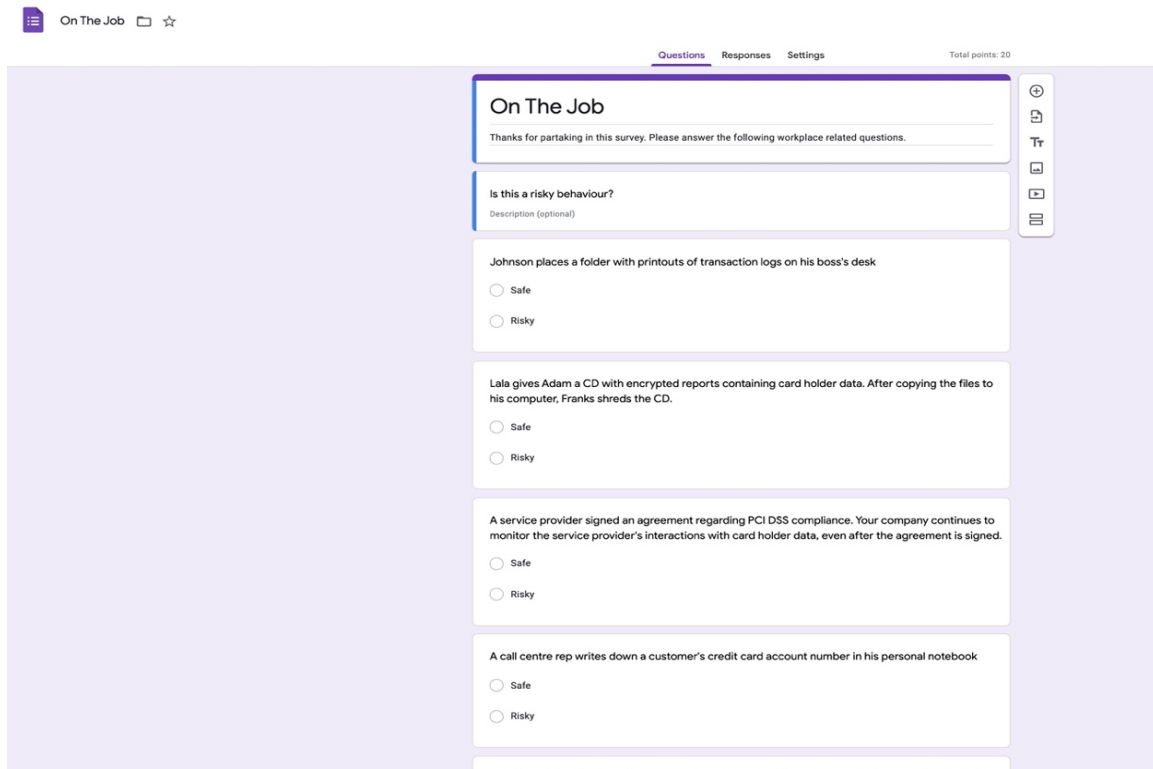 On The Job
Questions Responses Settings Total points: 20
On The Job
Thanks for partaking in this survey. Please answer the following workplace related questions.
Is this a risky behaviour?
Description (optional)
Johnson places a folder with printouts of transaction logs on his boss's desk
Safe
Risky
Lala gives Adam a CD with encrypted reports containing card holder data. After copying the files to
his computer, Franks shreds the CD.
Safe
Risky
A service provider signed an agreement regarding PCI DSS compliance. Your company continues to
monitor the service provider's interactions with card holder data, even after the agreement is signed.
Safe
Risky
A call centre rep writes down a customer's credit card account number in his personal notebook
Safe
Risky